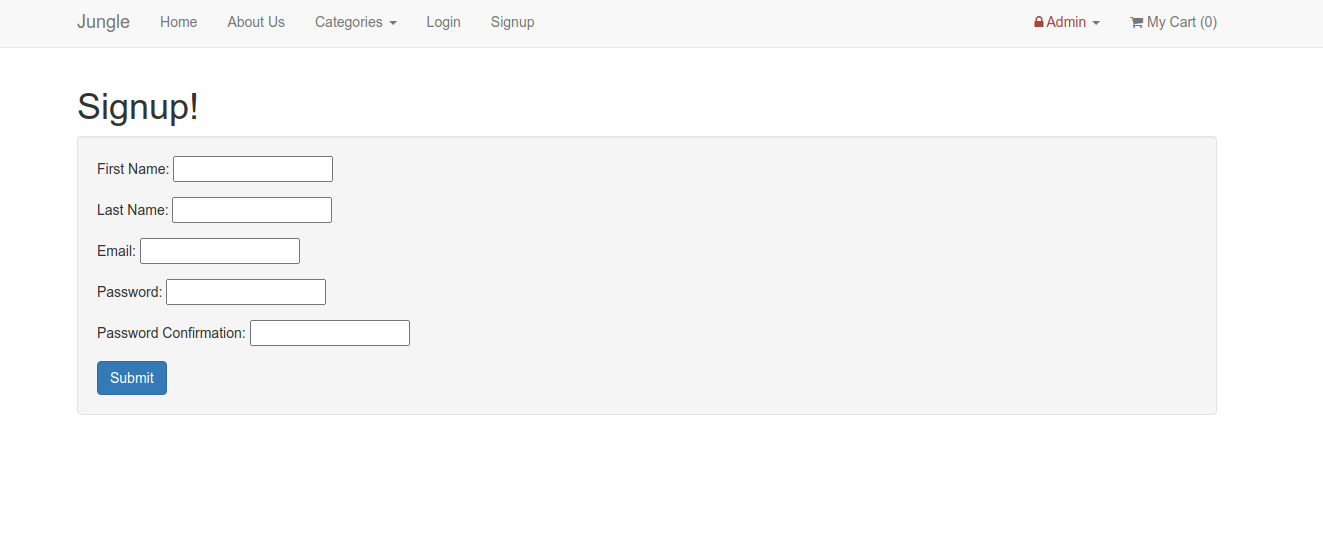 Jungle Home About Us Categories Login Signup Admin My Cart (0)
Signup!
First Name:
Last Name:
Email:
Password:
Password Confirmation:
Submit